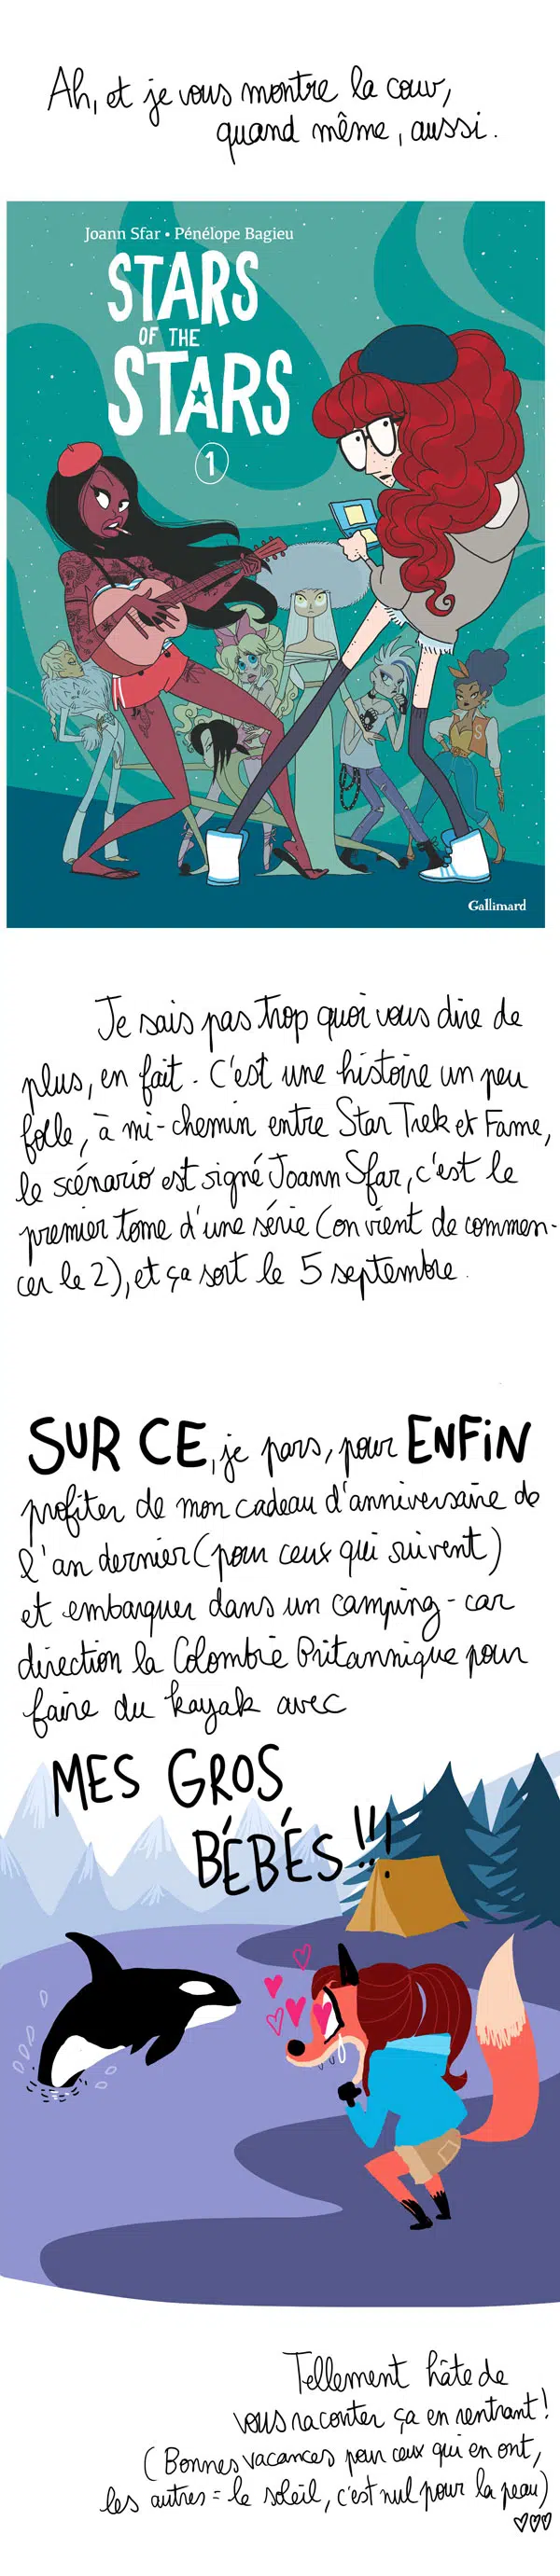 Ah, et je vous montre la couv,
quand même, aussi.
Joann Sfar • Pénélope Bagieu
STARS
OF THE
STARS
1
S
Gallimard
Je sais pas trop quoi vous dire de
plus, en fait. C'est une histoire un peu
folle, à mi-chemin entre Star Trek et Fame,
le scénario est signé Joann Sfar, c'est le
premier tome d'une série (on vient de commen-
cer le 2), et ça sort le 5 septembre.
SUR CE, je pars, pour ENFIN
profiter de mon cadeau d'anniversaire de
l'an dernier (pour ceux qui suivent)
et embarquer dans un camping-car
direction la Colombie Britannique pour
faire du kayak avec
MES GROS
BÉBÉS !!!
Tellement hâte de
vous raconter ça en rentrant !
(Bonnes vacances pour ceux qui en ont,
les autres = le soleil, c'est nul pour la peau)
♡♡♡